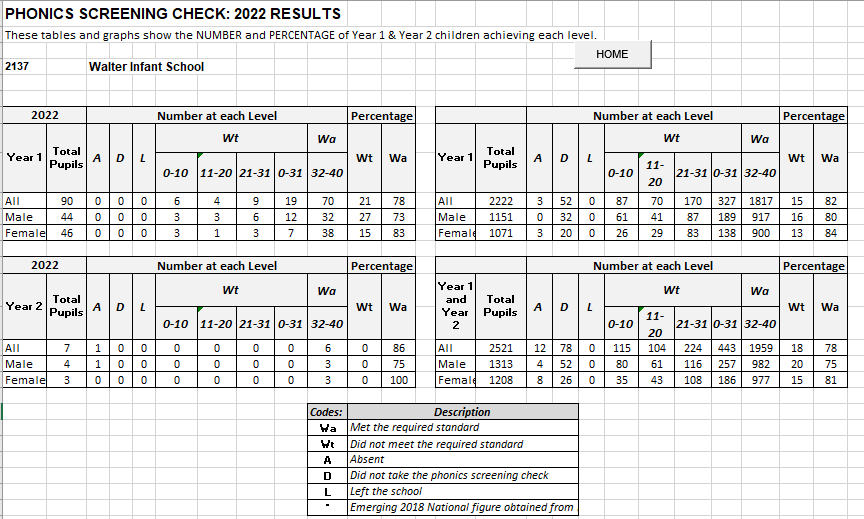 PHONICS SCREENING CHECK: 2022 RESULTS
These tables and graphs show the NUMBER and PERCENTAGE of Year 1 & Year 2 children achieving each level.
HOME
2137 Walter Infant School
2022 Number at each Level Percentage
Year 1 Total Pupils A D L Wt Wa Wt Wa
0-10 11-20 21-31 0-31 32-40
All 90 0 0 0 6 4 9 19 70 21 78
Male 44 0 0 0 3 3 6 12 32 27 73
Female 46 0 0 0 3 1 3 7 38 15 83
Number at each Level Percentage
Year 1 Total Pupils A D L Wt Wa Wt Wa
0-10 11-20 21-31 0-31 32-40
All 2222 3 52 0 87 70 170 327 1817 15 82
Male 1151 0 32 0 61 41 87 189 917 16 80
Female 1071 3 20 0 26 29 83 138 900 13 84
2022 Number at each Level Percentage
Year 2 Total Pupils A D L Wt Wa Wt Wa
0-10 11-20 21-31 0-31 32-40
All 7 1 0 0 0 0 0 0 6 0 86
Male 4 1 0 0 0 0 0 0 3 0 75
Female 3 0 0 0 0 0 0 0 3 0 100
Number at each Level Percentage
Year 1 and Year 2 Total Pupils A D L Wt Wa Wt Wa
0-10 11-20 21-31 0-31 32-40
All 2521 12 78 0 115 104 224 443 1959 18 78
Male 1313 4 52 0 80 61 116 257 982 20 75
Female 1208 8 26 0 35 43 108 186 977 15 81
Codes: Description
Wa Met the required standard
Wt Did not meet the required standard
A Absent
D Did not take the phonics screening check
L Left the school
* Emerging 2018 National figure obtained from